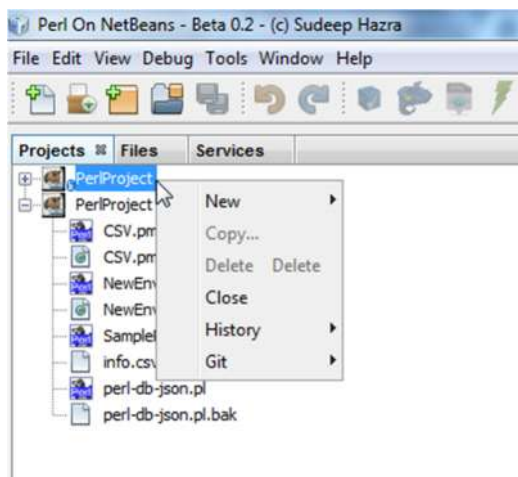 Perl On NetBeans - Beta 0.2 - (c) Sudeep Hazra
File Edit View Debug Tools Window Help
Projects Files Services
PerlProject
PerlProject
CSV.pm
CSV.pm
NewEnv
NewEnv
Sample
info.csv
perl-db-json.pl
perl-db-json.pl.bak
New
Copy...
Delete Delete
Close
History
Git